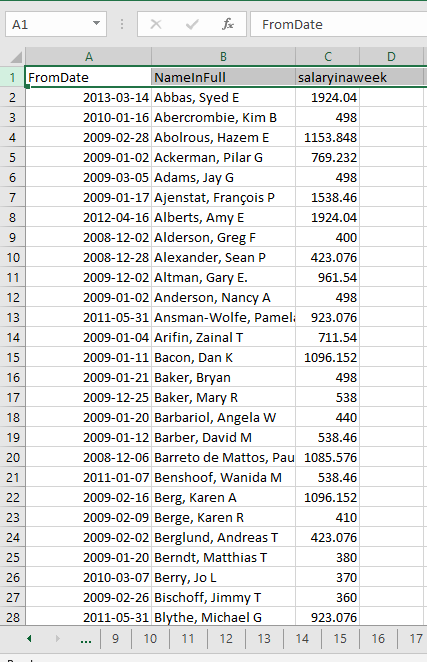 A1 fx FromDate
A B C D
1 FromDate NameInFull salaryinaweek
2 2013-03-14 Abbas, Syed E 1924.04
3 2010-01-16 Abercrombie, Kim B 498
4 2009-02-28 Abolrous, Hazem E 1153.848
5 2009-01-02 Ackerman, Pilar G 769.232
6 2009-03-05 Adams, Jay G 498
7 2009-01-17 Ajenstat, François P 1538.46
8 2012-04-16 Alberts, Amy E 1924.04
9 2008-12-02 Alderson, Greg F 400
10 2008-12-28 Alexander, Sean P 423.076
11 2009-12-02 Altman, Gary E. 961.54
12 2009-01-02 Anderson, Nancy A 498
13 2011-05-31 Ansman-Wolfe, Pamela 923.076
14 2009-01-04 Arifin, Zainal T 711.54
15 2009-01-11 Bacon, Dan K 1096.152
16 2009-01-21 Baker, Bryan 498
17 2009-12-25 Baker, Mary R 538
18 2009-01-20 Barbariol, Angela W 440
19 2009-01-12 Barber, David M 538.46
20 2008-12-06 Barreto de Mattos, Pau 1085.576
21 2011-01-07 Benshoof, Wanida M 538.46
22 2009-02-16 Berg, Karen A 1096.152
23 2009-02-09 Berge, Karen R 410
24 2009-02-02 Berglund, Andreas T 423.076
25 2009-01-20 Berndt, Matthias T 380
26 2010-03-07 Berry, Jo L 370
27 2009-02-26 Bischoff, Jimmy T 360
28 2011-05-31 Blythe, Michael G 923.076
... 9 10 11 12 13 14 15 16 17